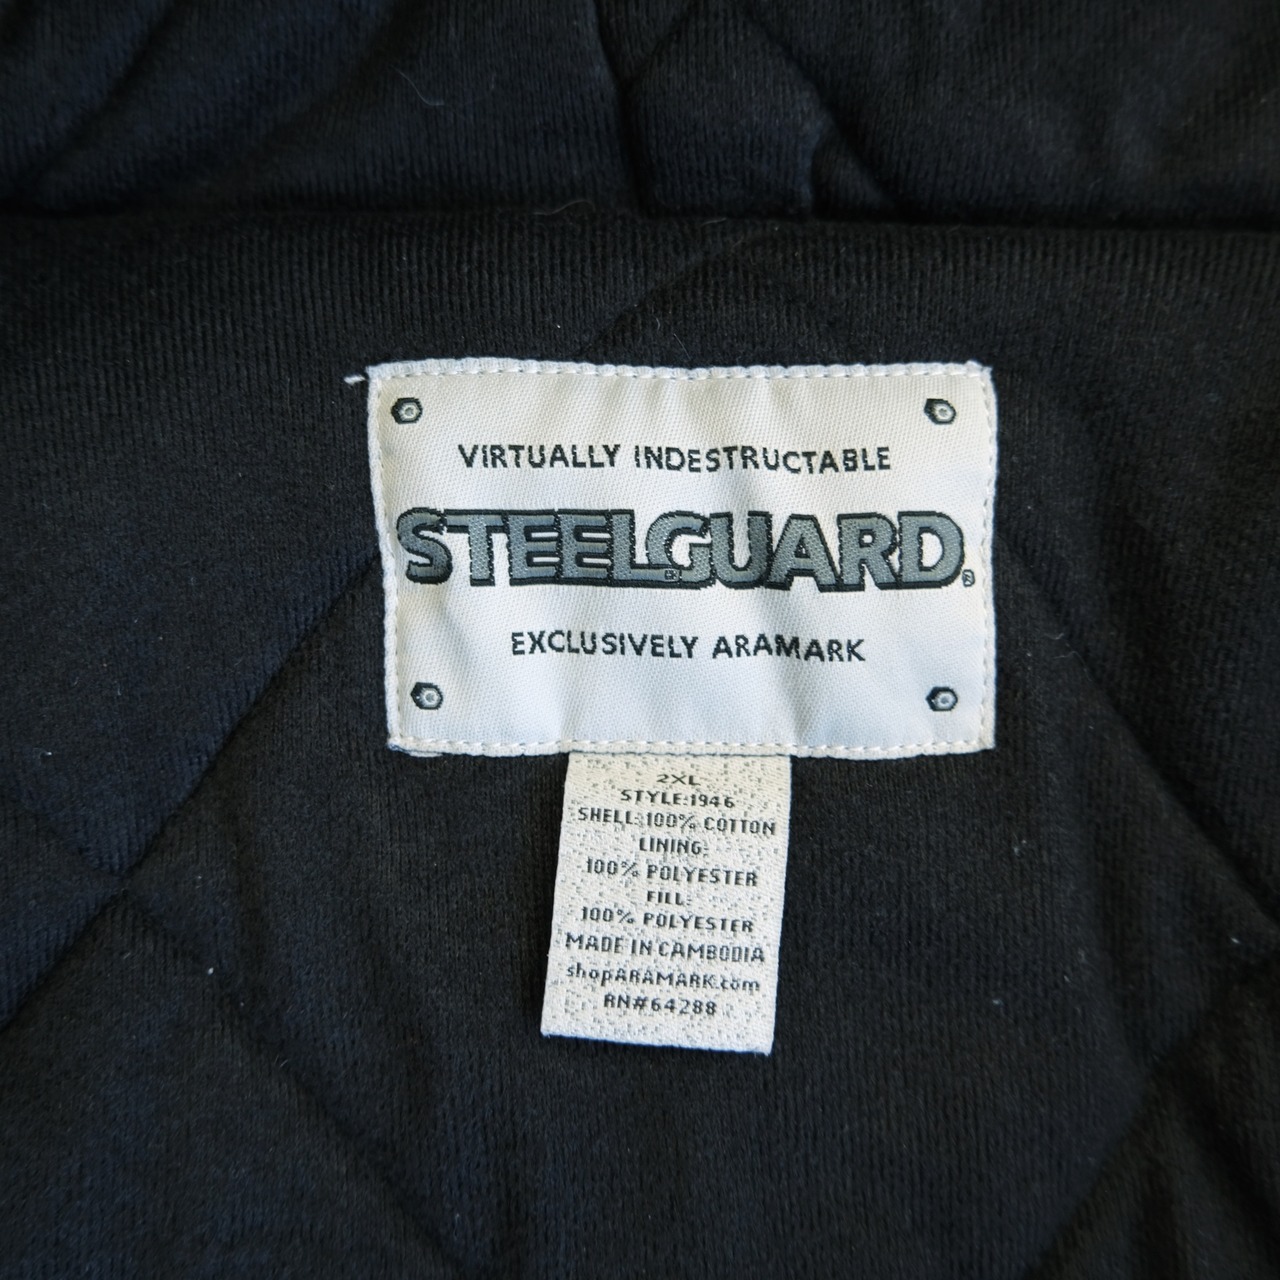 VIRTUALLY INDESTRUCTABLE
STEELGUARD®
EXCLUSIVELY ARAMARK
2XL
STYLE:1946
SHELL:100% COTTON
LINING:
100% POLYESTER
FILL:
100% POLYESTER
MADE IN CAMBODIA
shopARAMARK.com
RN#64288